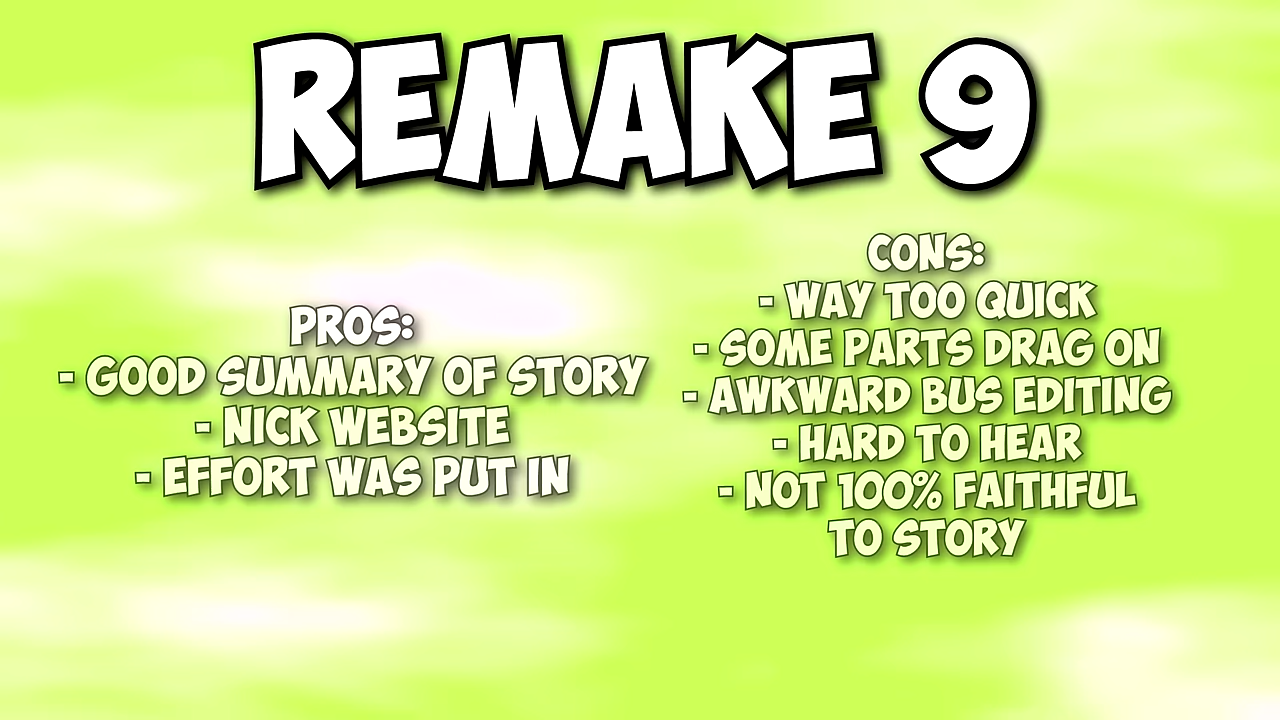 REMAKE 9
PROS:
- GOOD SUMMARY OF STORY
- NICK WEBSITE
- EFFORT WAS PUT IN
CONS:
- WAY TOO QUICK
- SOME PARTS DRAG ON
- AWKWARD BUS EDITING
- HARD TO HEAR
- NOT 100% FAITHFUL
TO STORY